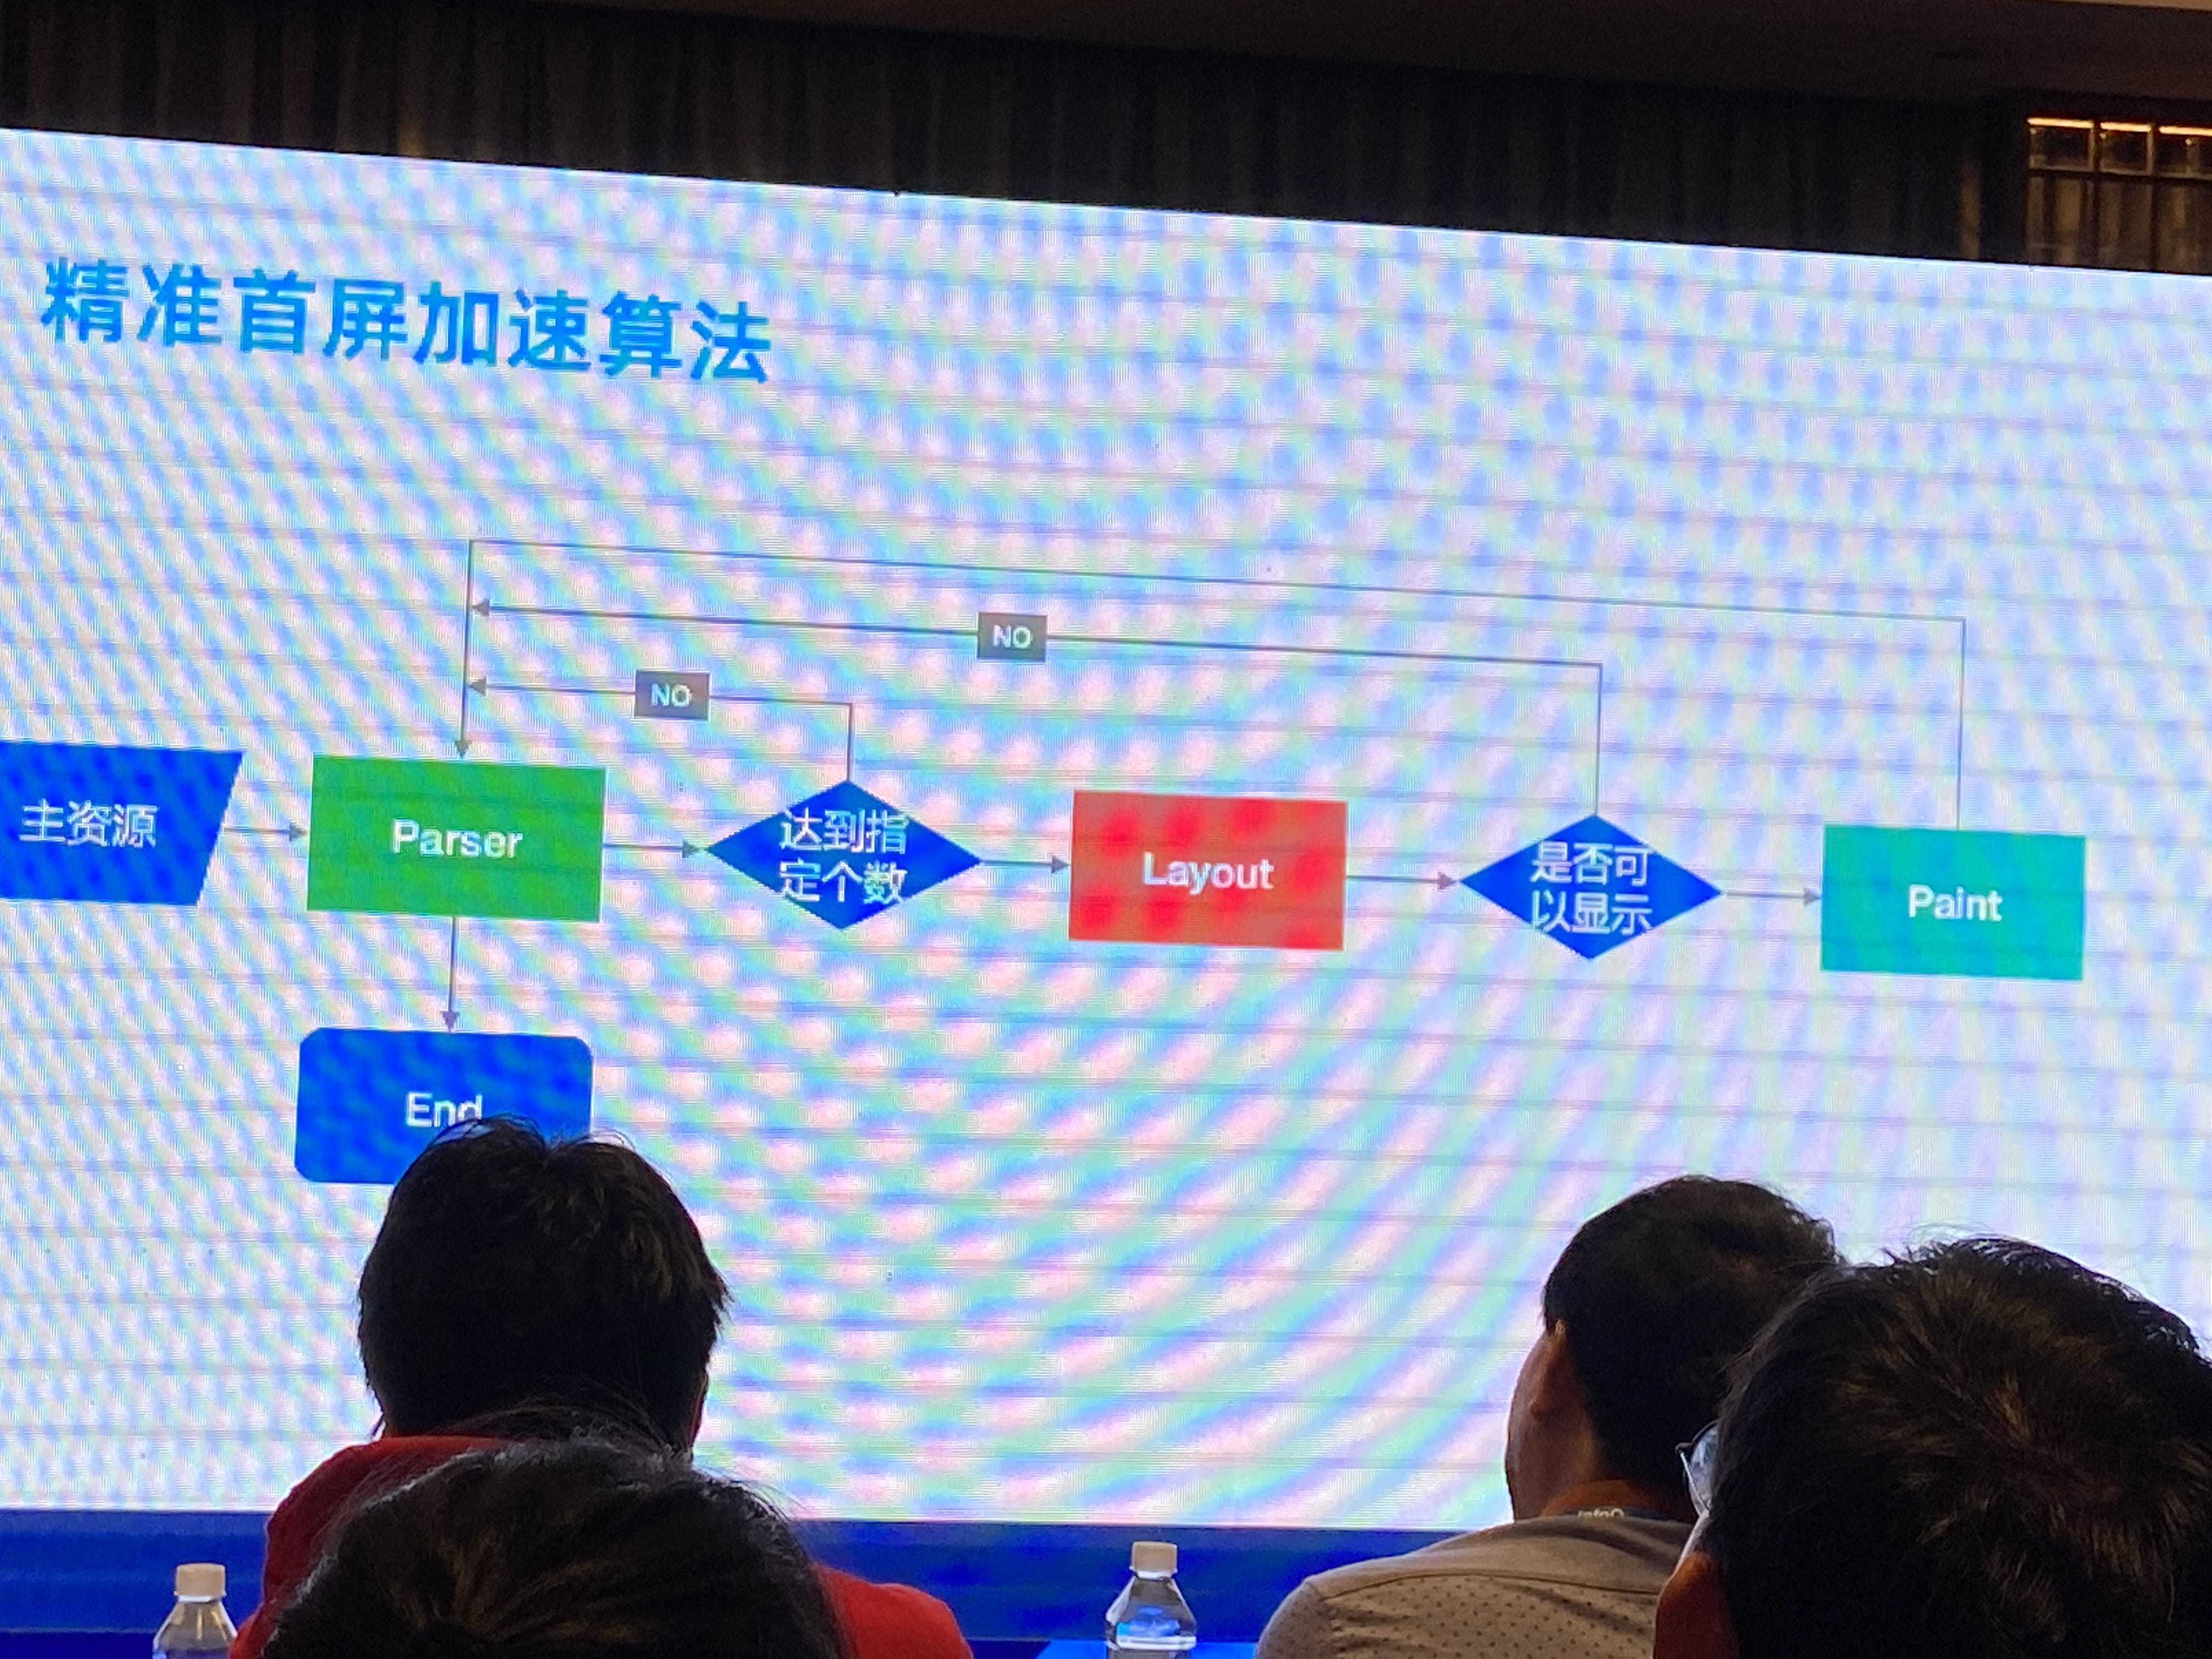 精准首屏加速算法
NO
NO
主资源
Parser
达到指
定个数
Layout
是否可
以显示
Paint
End